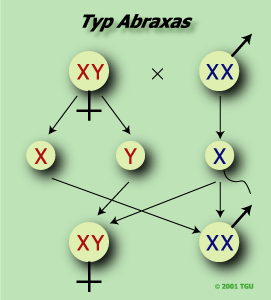 Typ Abraxas
XY × XX
X Y X
XY XX
© 2001 TGU